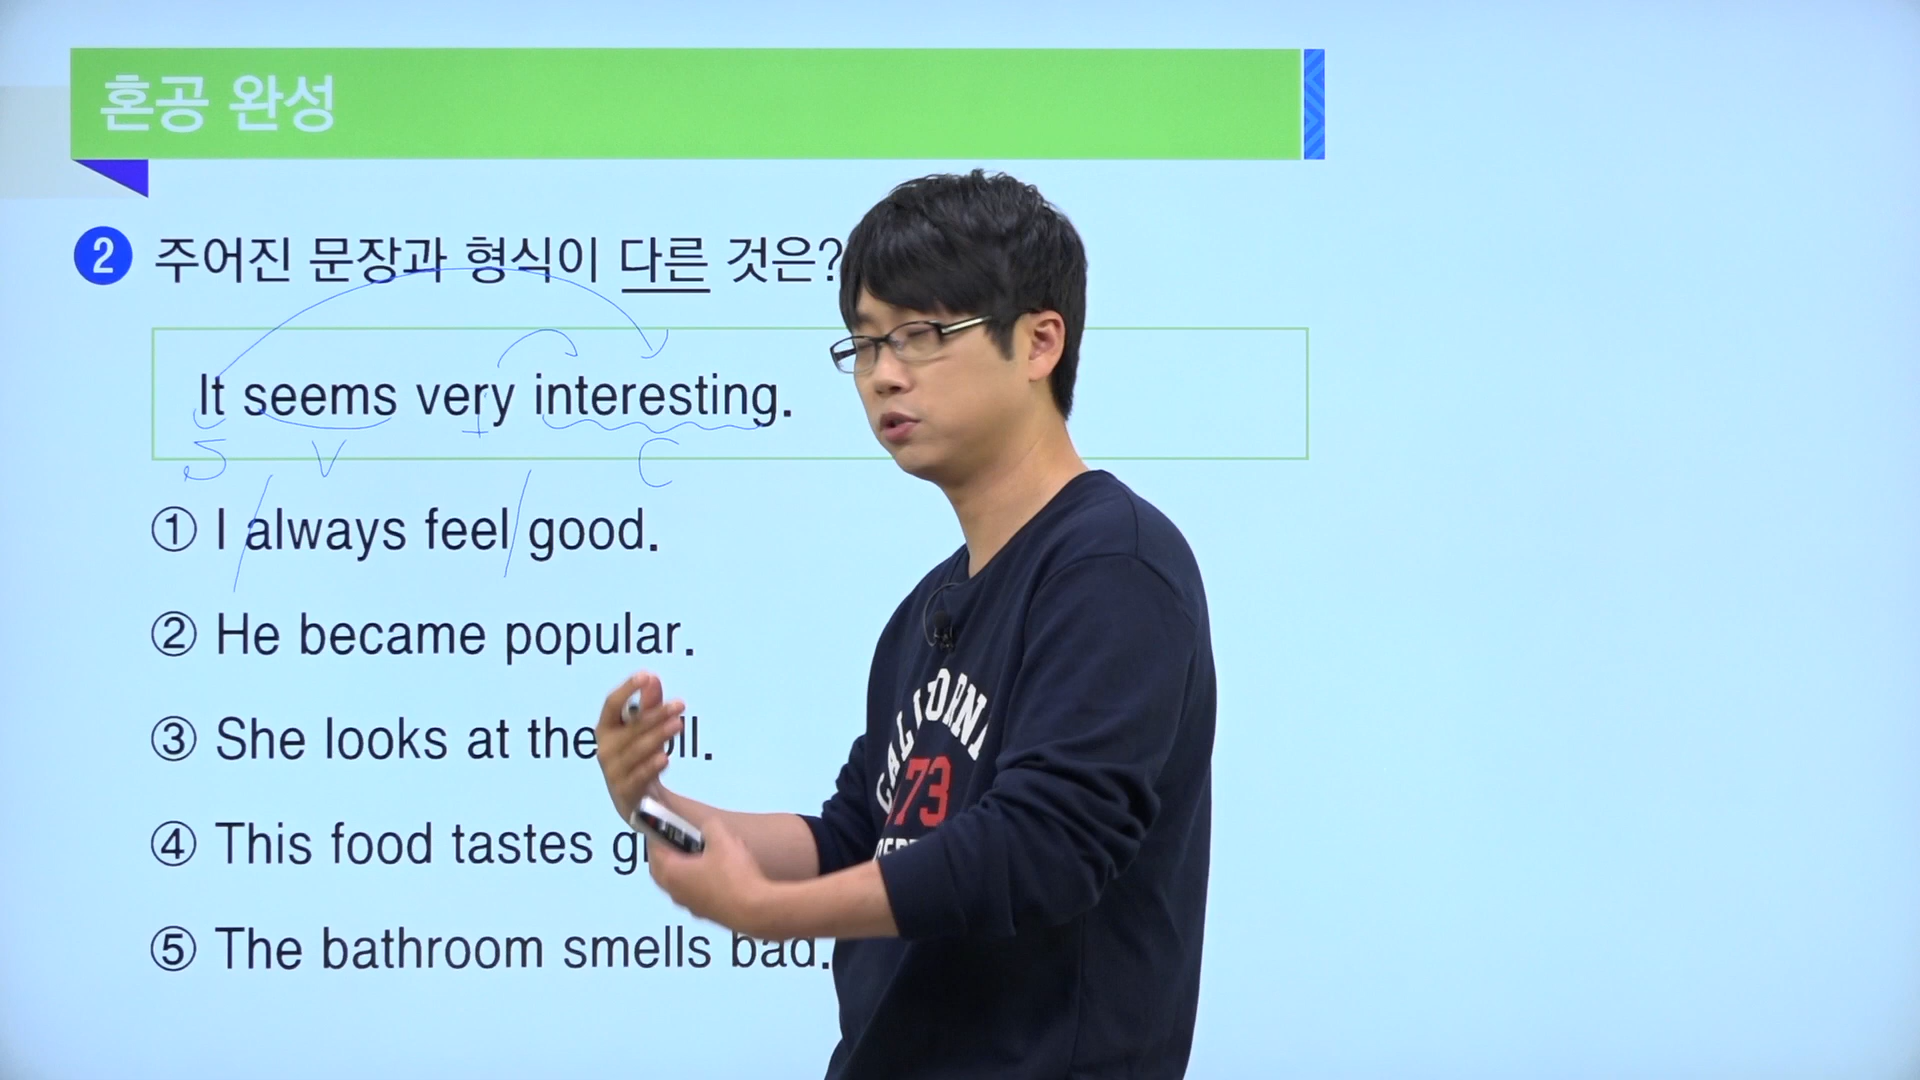 혼공 완성
2 주어진 문장과 형식이 다른 것은?
It seems very interesting.
S V C
① I always feel good.
② He became popular.
③ She looks at the
④ This food tastes
⑤ The bathroom smells bad.
CALIFORNI
73